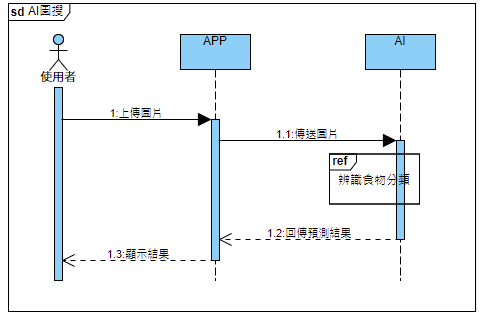 sd AI圖搜
APP
AI
使用者
1:上傳圖片
1.1:傳送圖片
ref
辨識食物分類
1.2:回傳預測結果
1.3:顯示結果